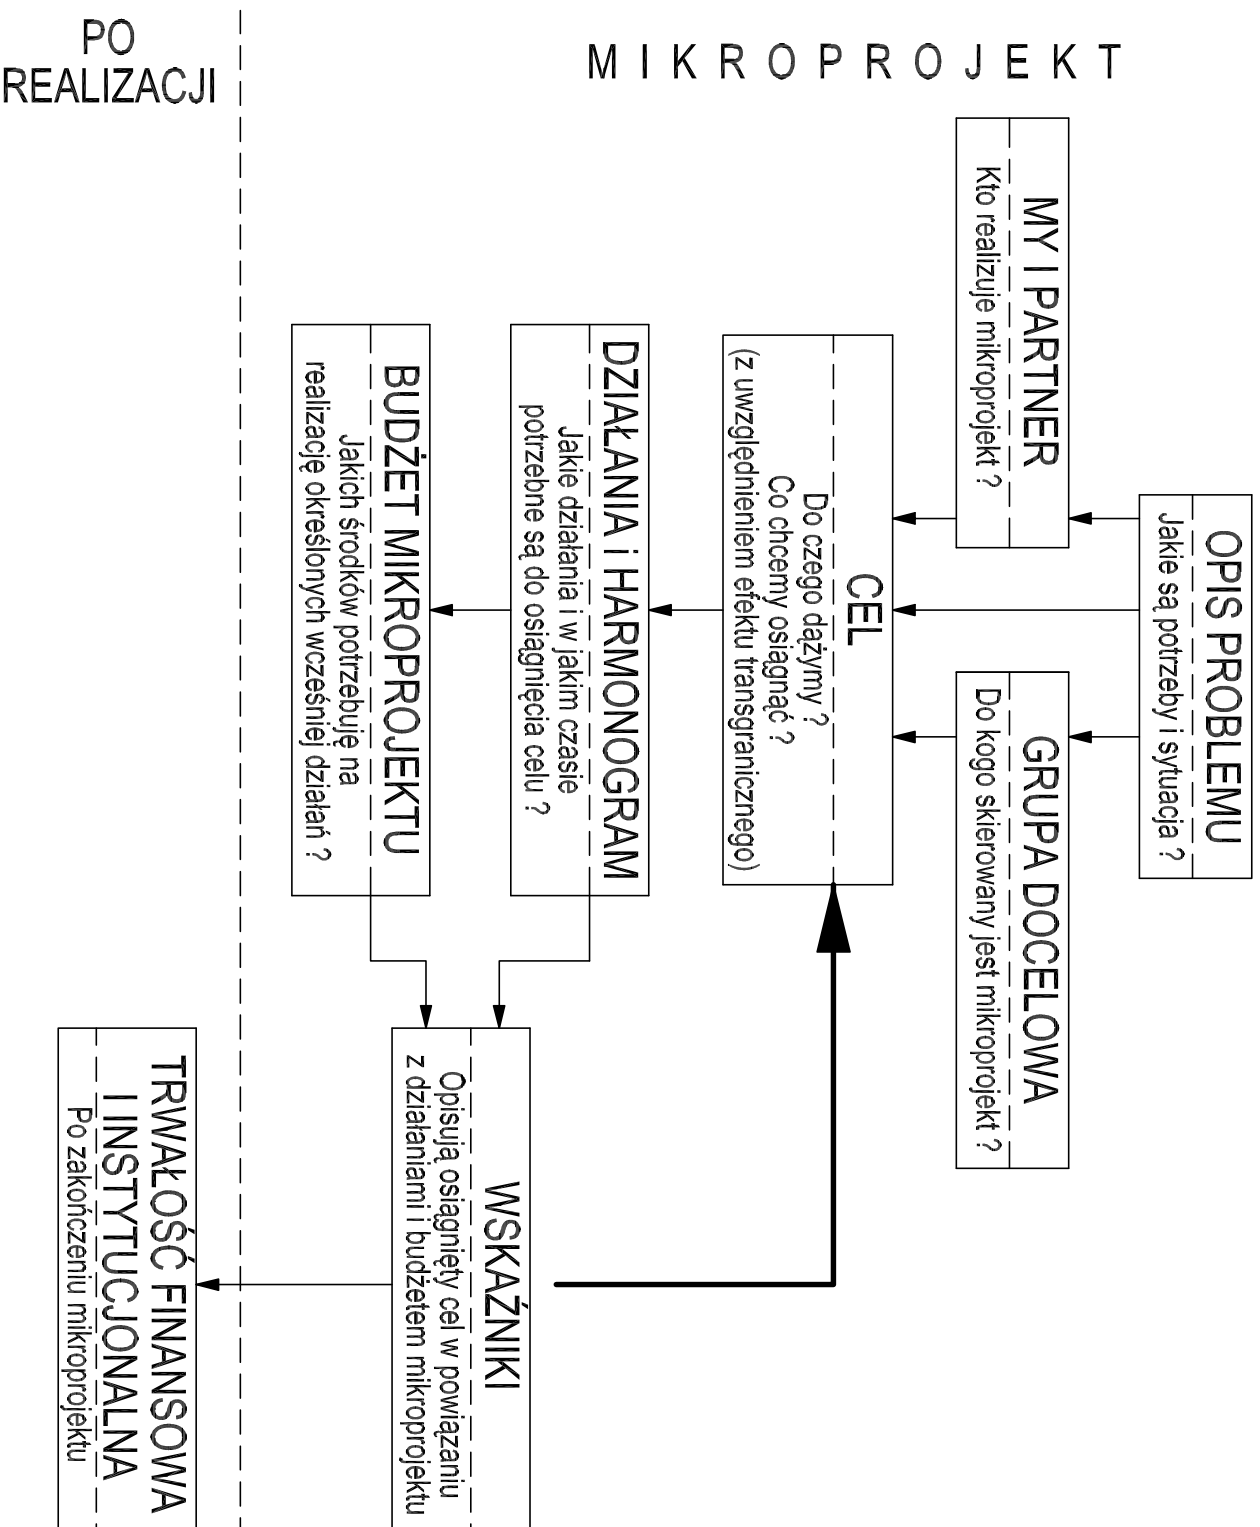 MIKROPROJEKT
OPIS PROBLEMU
Jakie są potrzeby i sytuacja ?
MY I PARTNER
Kto realizuje mikroprojekt ?
GRUPA DOCELOWA
Do kogo skierowany jest mikroprojekt ?
CEL
Do czego dążymy ?
Co chcemy osiągnąć ?
(z uwzględnieniem efektu transgranicznego)
DZIAŁANIA i HARMONOGRAM
Jakie działania i w jakim czasie
potrzebne są do osiągnięcia celu ?
BUDŻET MIKROPROJEKTU
Jakich środków potrzebuję na
realizację określonych wcześniej działań ?
WSKAŹNIKI
Opisują osiągnięty cel w powiązaniu
z działaniami i budżetem mikroprojektu
PO
REALIZACJI
TRWAŁOŚĆ FINANSOWA
I INSTYTUCJONALNA
Po zakończeniu mikroprojektu